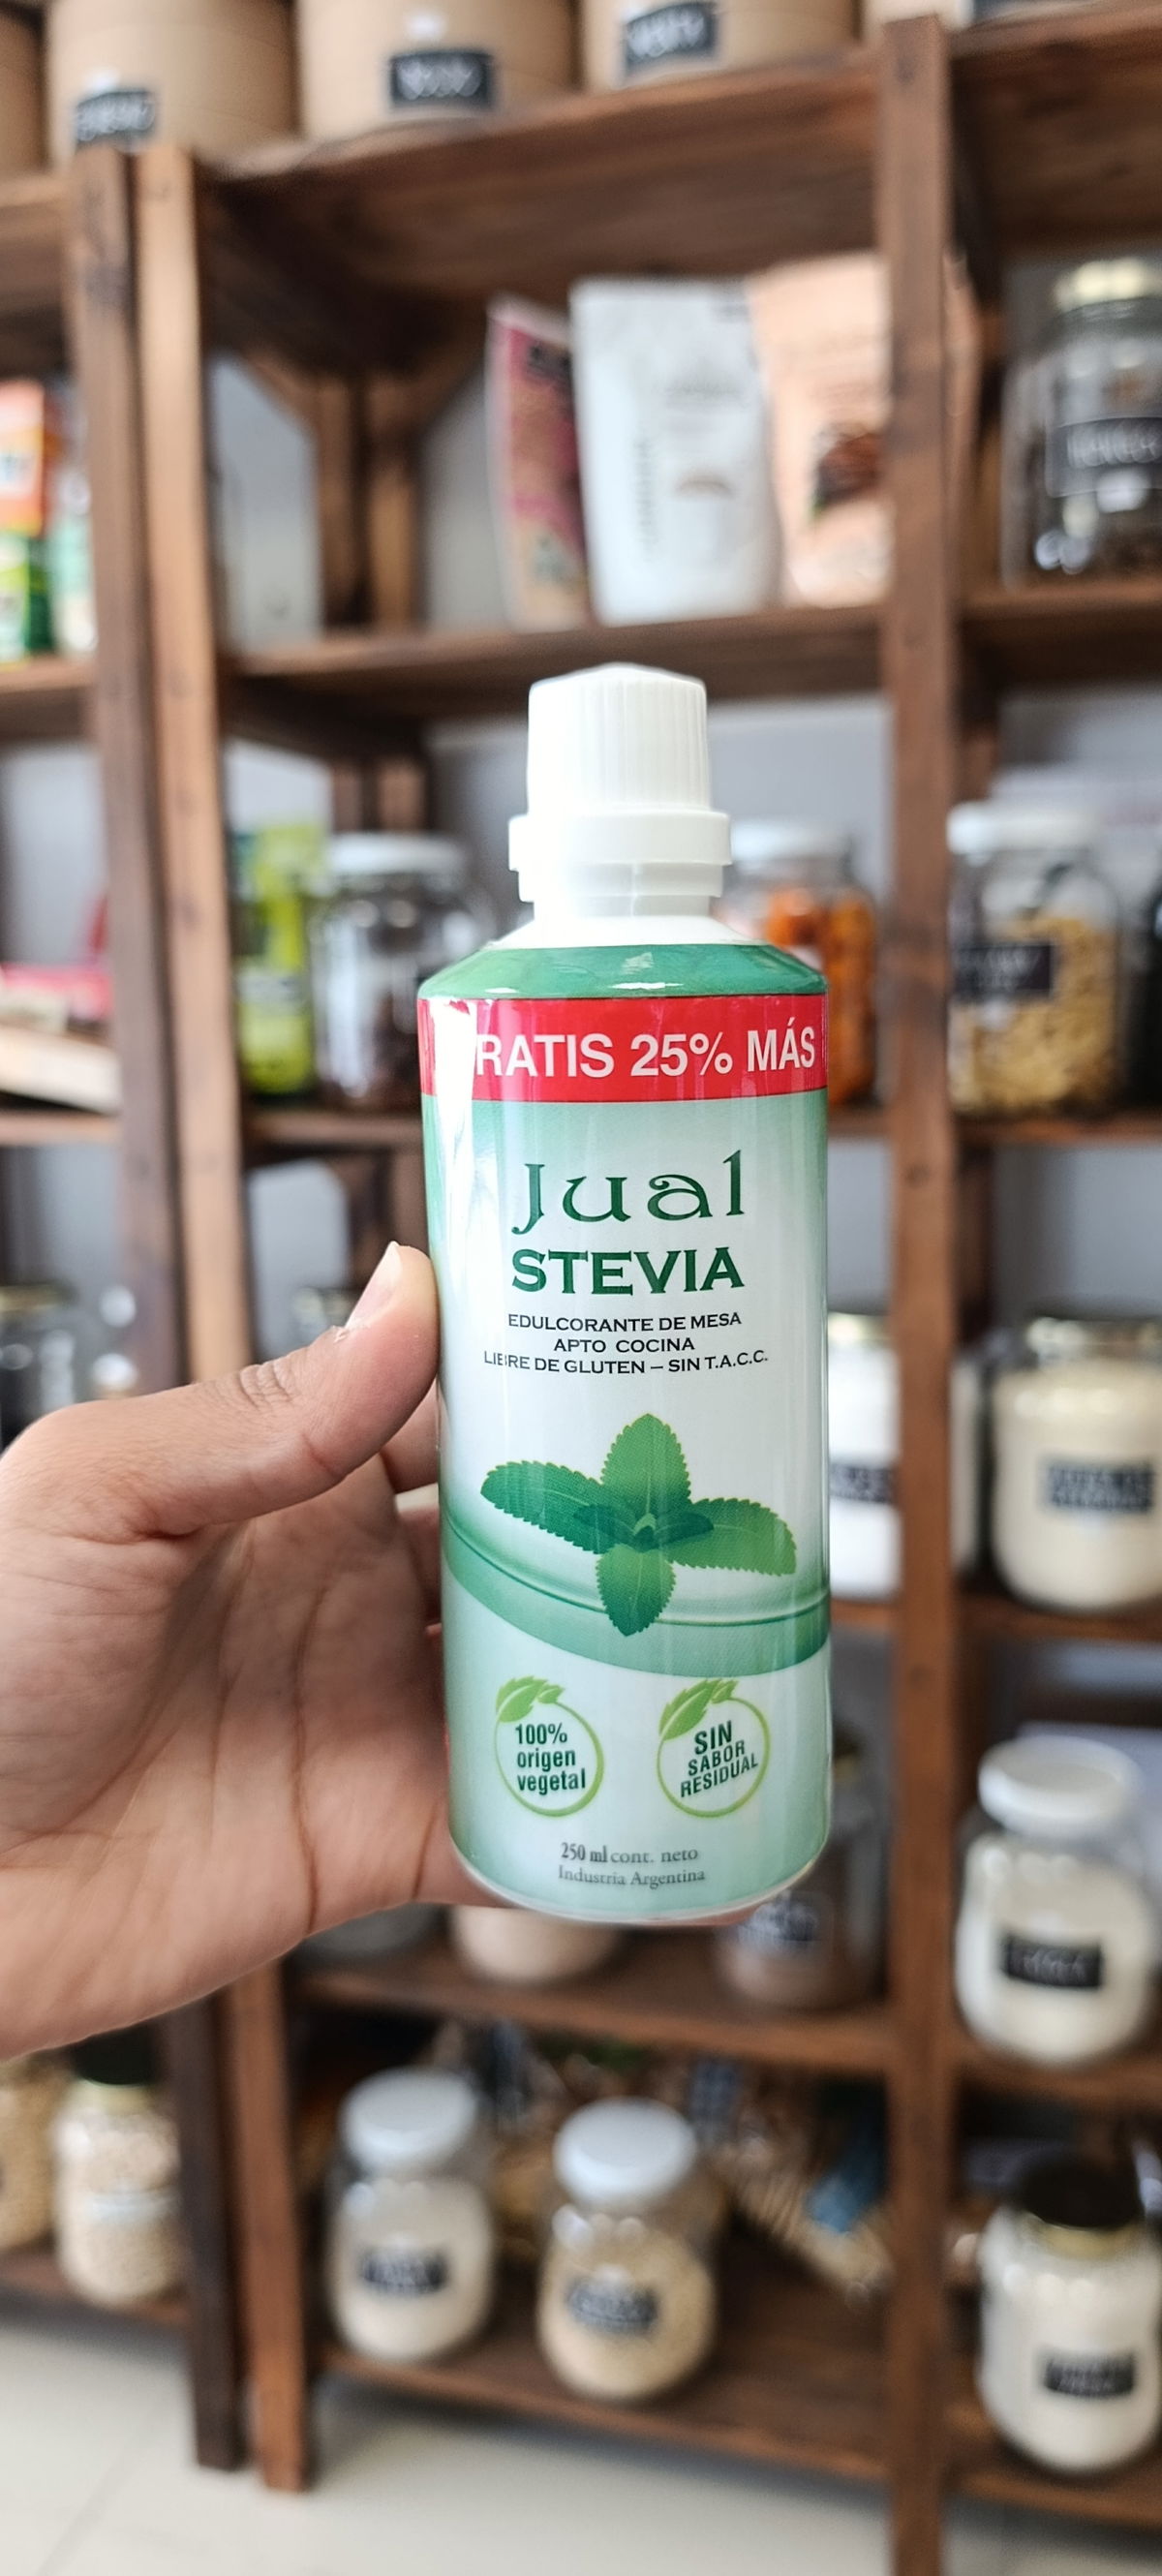 RATIS 25% MÁS
Jual
STEVIA
EDULCORANTE DE MESA
APTO COCINA
LIBRE DE GLUTEN – SIN T.A.C.C.
100%
origen
vegetal
SIN
SABOR
RESIDUAL
250 ml cont. neto
Industria Argentina